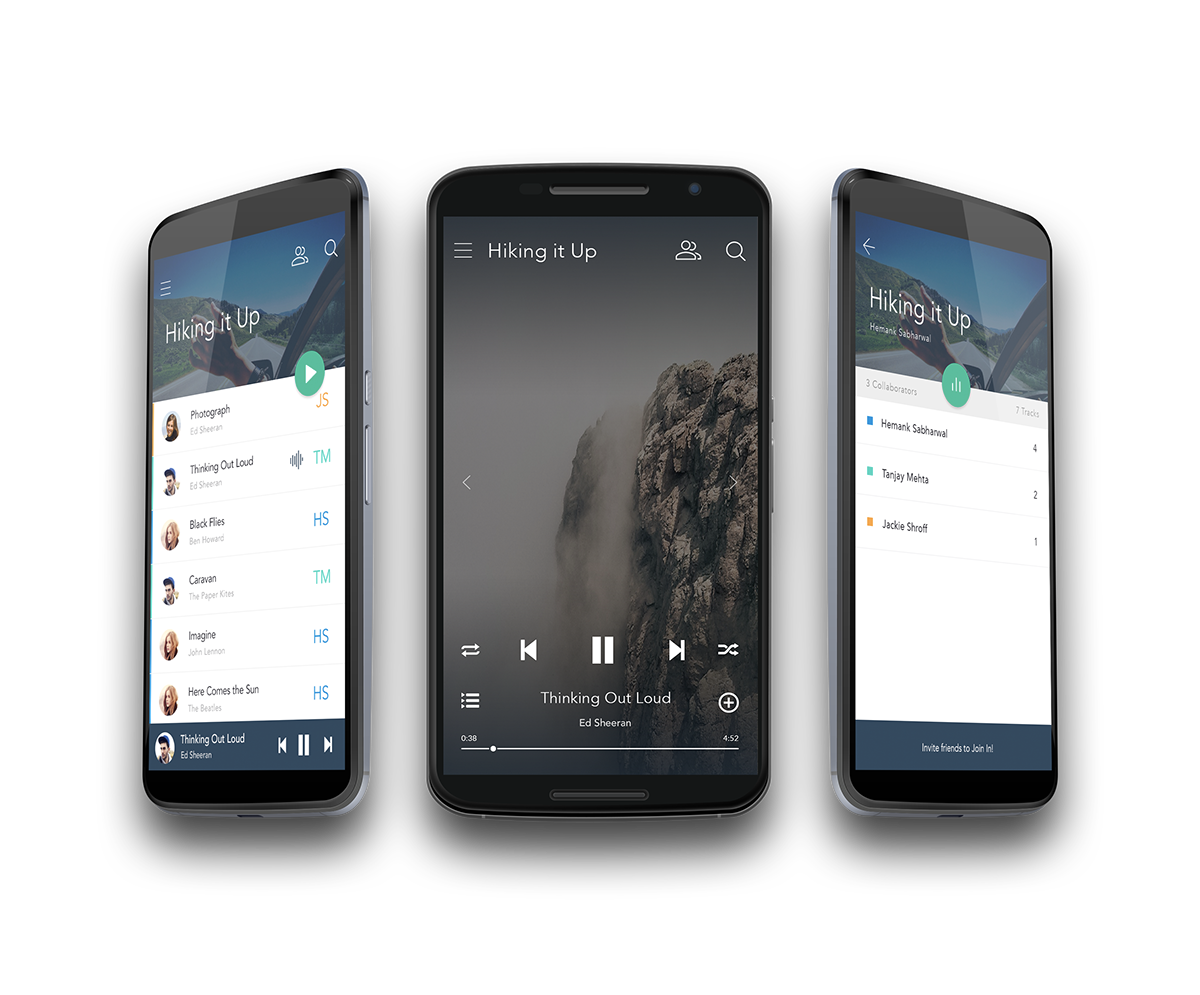 Hiking it Up
JS
Photograph
Ed Sheeran
Thinking Out Loud
TM
Ed Sheeran
Black Flies
HS
Ben Howard
Caravan
TM
The Paper Kites
Imagine
HS
John Lennon
Here Comes the Sun
HS
The Beatles
Thinking Out Loud
Ed Sheeran
Hiking it Up
Thinking Out Loud
Ed Sheeran
0:38
4:52
Hiking it Up
Hemank Sabharwal
3 Collaborators
7 Tracks
Hemank Sabharwal
4
Tanjay Mehta
2
Jackie Shroff
1
Invite friends to Join In!